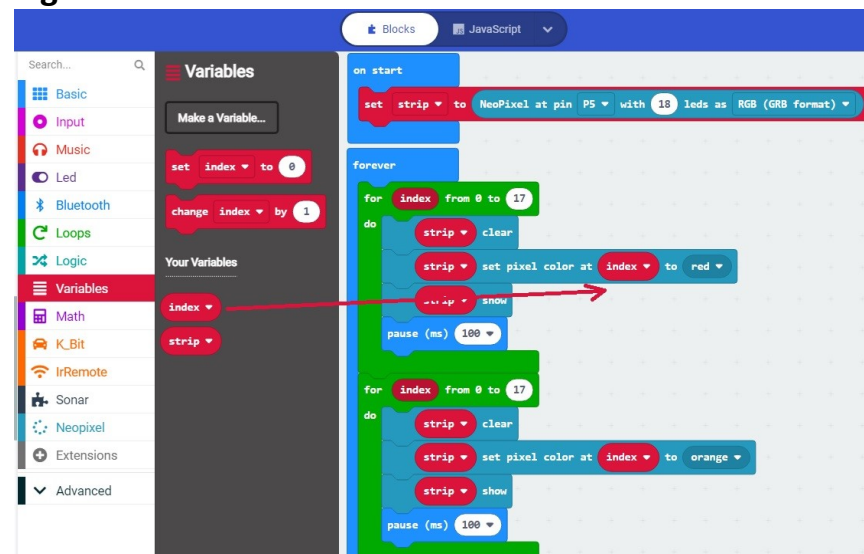 Blocks
JavaScript
Search...
Basic
Input
Music
Led
Bluetooth
Loops
Logic
Variables
Math
K_Bit
IrRemote
Sonar
Neopixel
Extensions
Advanced
Variables
Make a Variable...
set index to 0
change index by 1
Your Variables
index
strip
on start
set strip to NeoPixel at pin P5 with 18 leds as RGB (GRB format)
forever
for index from 0 to 17
do
strip clear
strip set pixel color at index to red
strip show
pause (ms) 100
for index from 0 to 17
do
strip clear
strip set pixel color at index to orange
strip show
pause (ms) 100